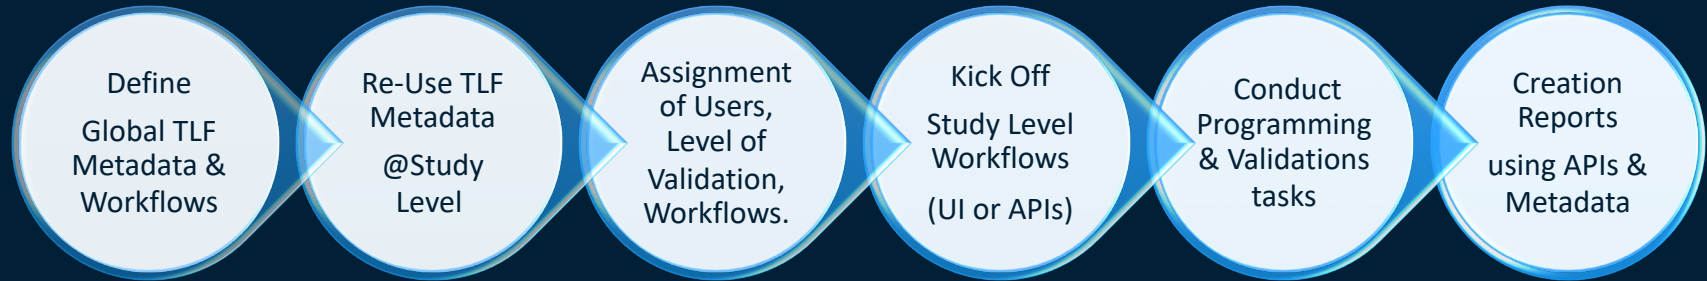 Define
Global TLF
Metadata &
Workflows
Re-Use TLF
Metadata
@Study
Level
Assignment
of Users,
Level of
Validation,
Workflows.
Kick Off
Study Level
Workflows
(UI or APIs)
Conduct
Programming
& Validations
tasks
Creation
Reports
using APIs &
Metadata